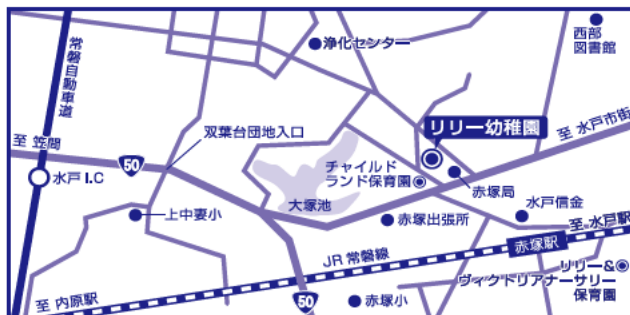 浄化センター
西部
図書館
常磐自動車道
至 笠間
50
双葉台団地入口
リリー幼稚園
至 水戸市街
水戸 I.C
チャイルド
ランド保育園
赤塚局
上中妻小
大塚池
赤塚出張所
水戸信金
至 水戸駅
赤塚駅
JR 常磐線
リリー&
ヴィクトリアナーサリー
保育園
至 内原駅
50
赤塚小